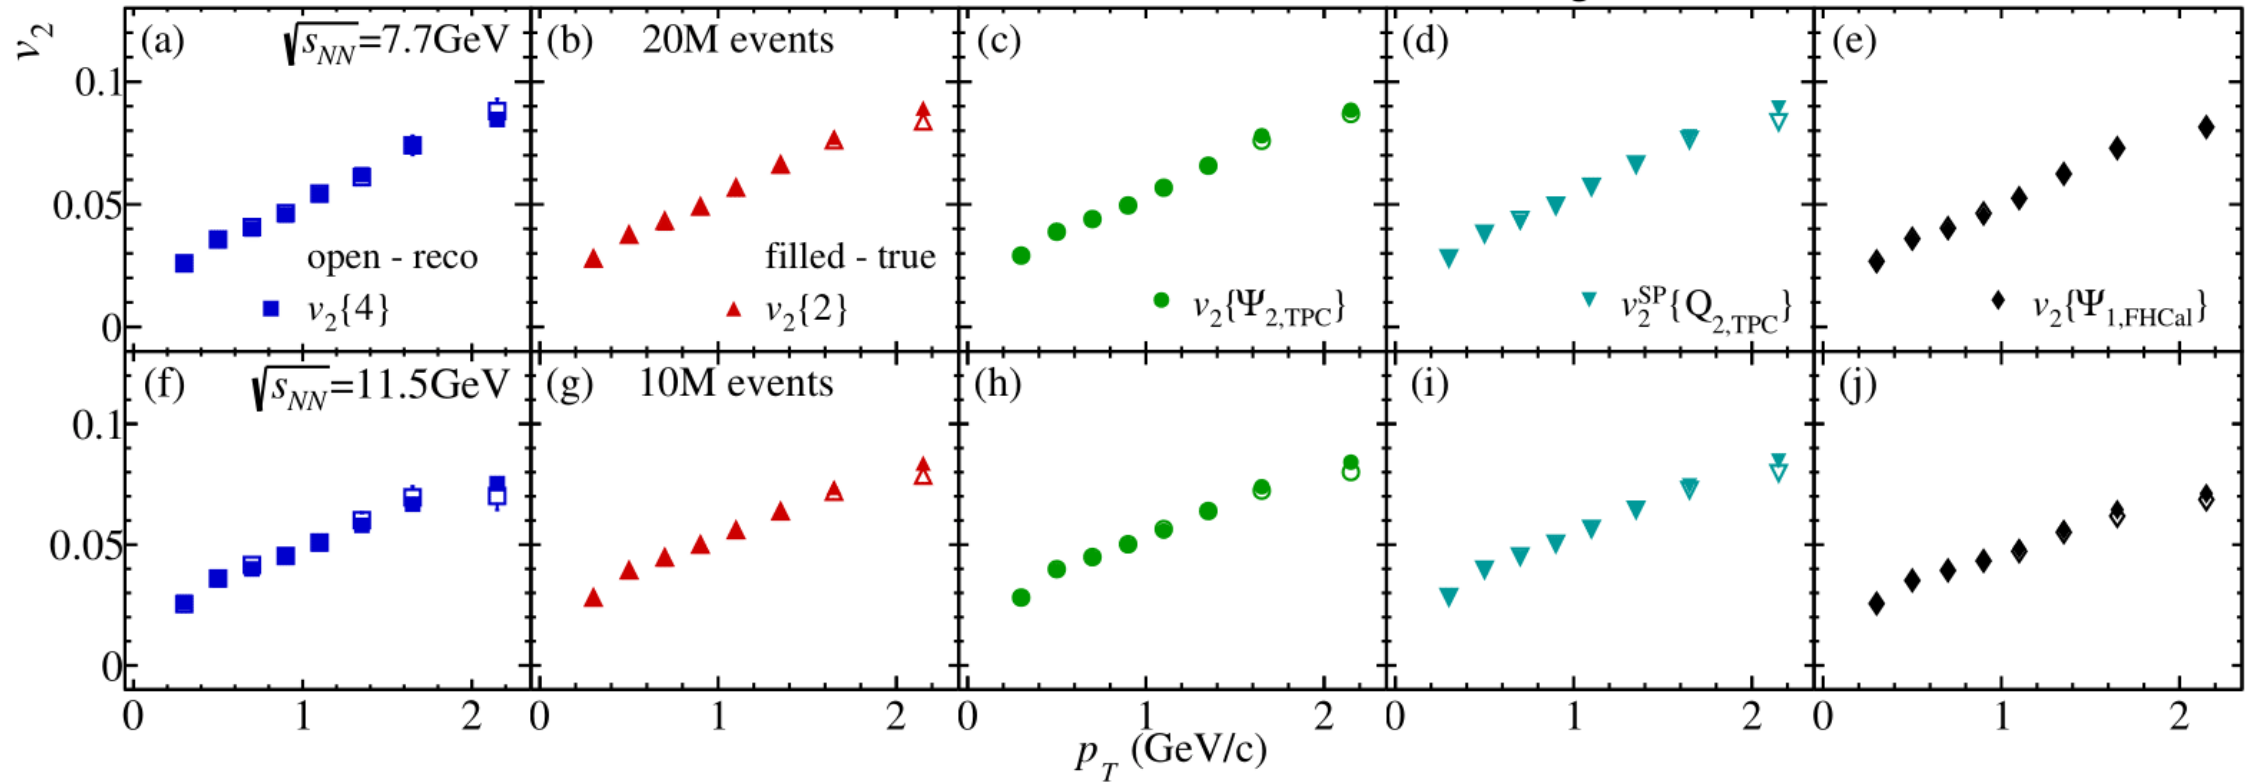 v2
(a) √sNN=7.7GeV
(b) 20M events
(c)
(d)
(e)
0.1
0.05
0
open - reco
v2{4}
filled - true
v2{2}
v2{Ψ2,TPC}
v2SP{Q2,TPC}
v2{Ψ1,FHCal}
(f) √sNN=11.5GeV
(g) 10M events
(h)
(i)
(j)
0.1
0.05
0
0 1 2 0 1 2 0 1 2 0 1 2 0 1 2
pT (GeV/c)